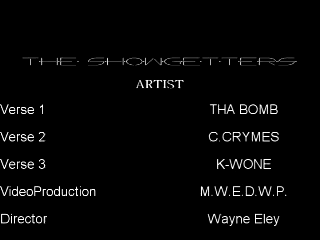 THE SHOWGETTERS
ARTIST
Verse 1 THA BOMB
Verse 2 C.CRYMES
Verse 3 K-WONE
VideoProduction M.W.E.D.W.P.
Director Wayne Eley